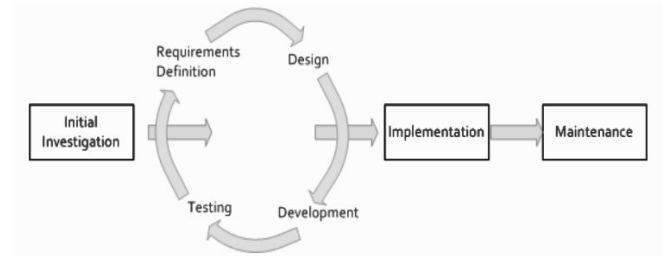 Requirements
Definition
Design
Initial
Investigation
Implementation
Maintenance
Testing
Development